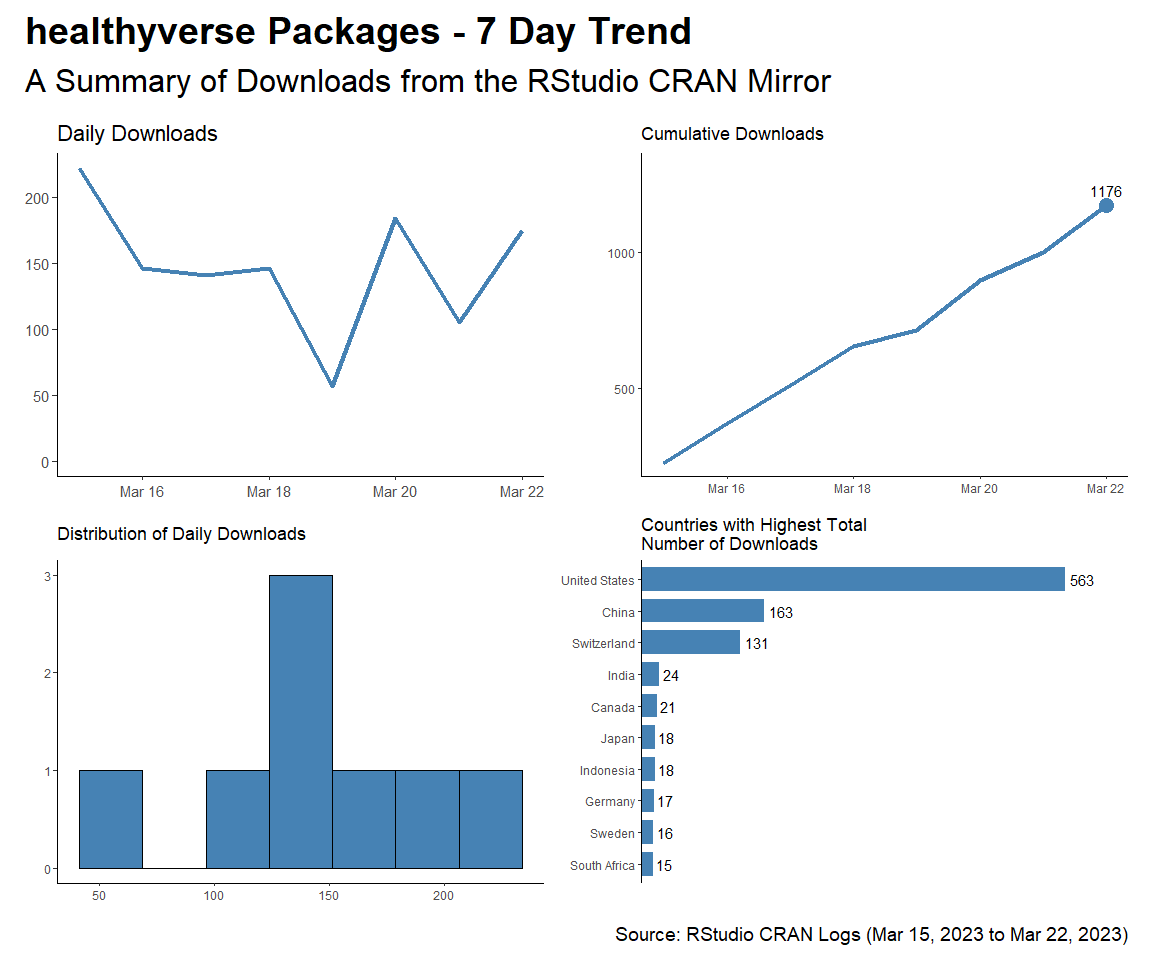 healthyverse Packages - 7 Day Trend
A Summary of Downloads from the RStudio CRAN Mirror
Daily Downloads
200
150
100
50
0
Mar 16
Mar 18
Mar 20
Mar 22
Cumulative Downloads
1176
1000
500
Mar 16
Mar 18
Mar 20
Mar 22
Distribution of Daily Downloads
3
2
1
0
50
100
150
200
Countries with Highest Total
Number of Downloads
United States 563
China 163
Switzerland 131
India 24
Canada 21
Japan 18
Indonesia 18
Germany 17
Sweden 16
South Africa 15
Source: RStudio CRAN Logs (Mar 15, 2023 to Mar 22, 2023)